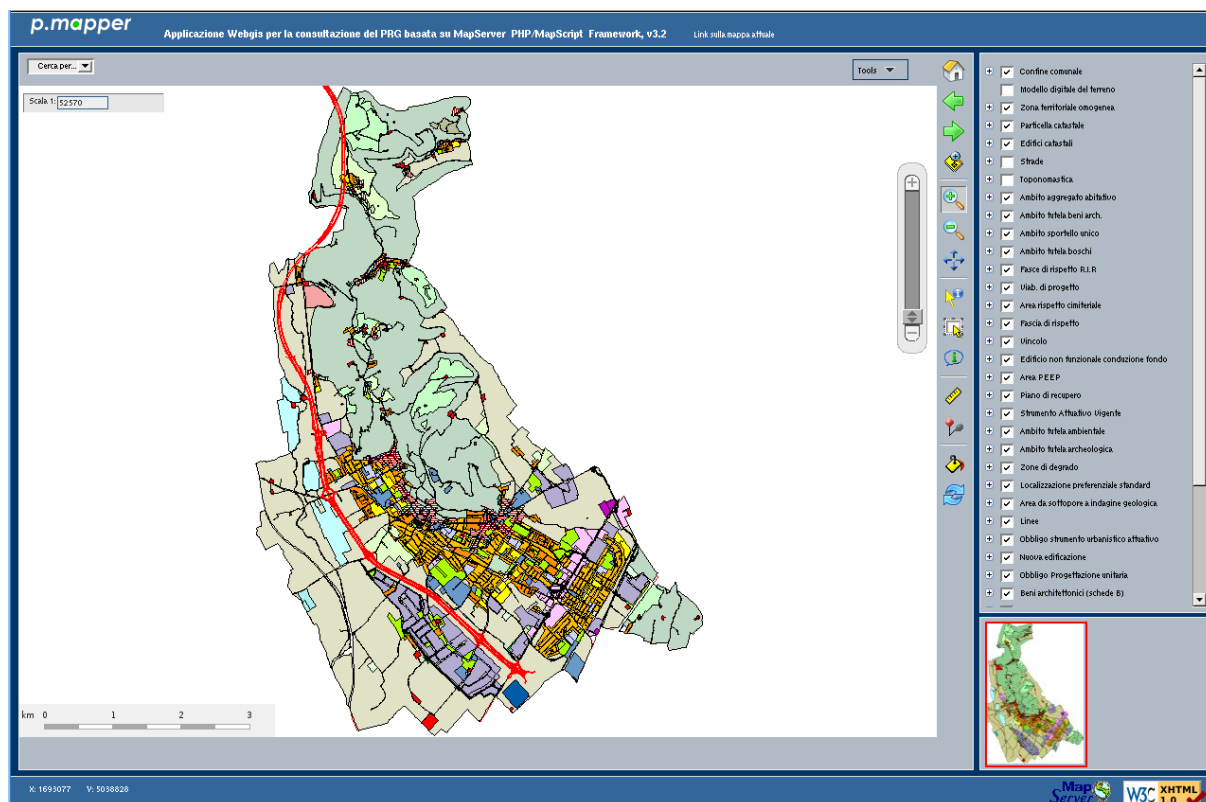 p.mapper
Applicazione Webgis per la consultazione del PRG basata su MapServer PHP/MapScript Framework, v3.2
Link sulla mappa attuale
Cerca per...
Tools
Scala 1: 52570
Confine comunale
Modello digitale del terreno
Zona territoriale omogenea
Particella catastale
Edifici catastali
Strade
Toponomastica
Ambito aggregato abitativo
Ambito tutela beni arch.
Ambito sportello unico
Ambito tutela boschi
Fasce di rispetto R.I.R
Viab. di progetto
Area rispetto cimiteriale
Fascia di rispetto
Vincolo
Edificio non funzionale conduzione fondo
Area PEEP
Piano di recupero
Strumento Attuativo Vigente
Ambito tutela ambientale
Ambito tutela archeologica
Zone di degrado
Localizzazione preferenziale standard
Area da sottopore a indagine geologica
Linee
Obbligo strumento urbanistico attuativo
Nuova edificazione
Obbligo Progettazione unitaria
Beni architettonici (schede B)
km 0 1 2 3
X: 1693077 Y: 5038828
Map Server
W3C XHTML 1.0